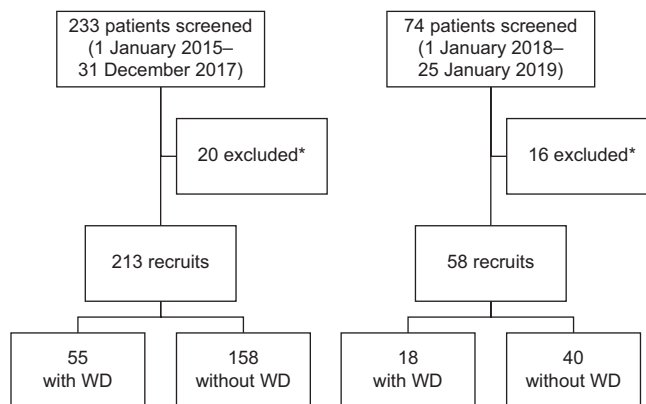 233 patients screened
(1 January 2015–
31 December 2017)
20 excluded*
213 recruits
55
with WD
158
without WD
74 patients screened
(1 January 2018–
25 January 2019)
16 excluded*
58 recruits
18
with WD
40
without WD